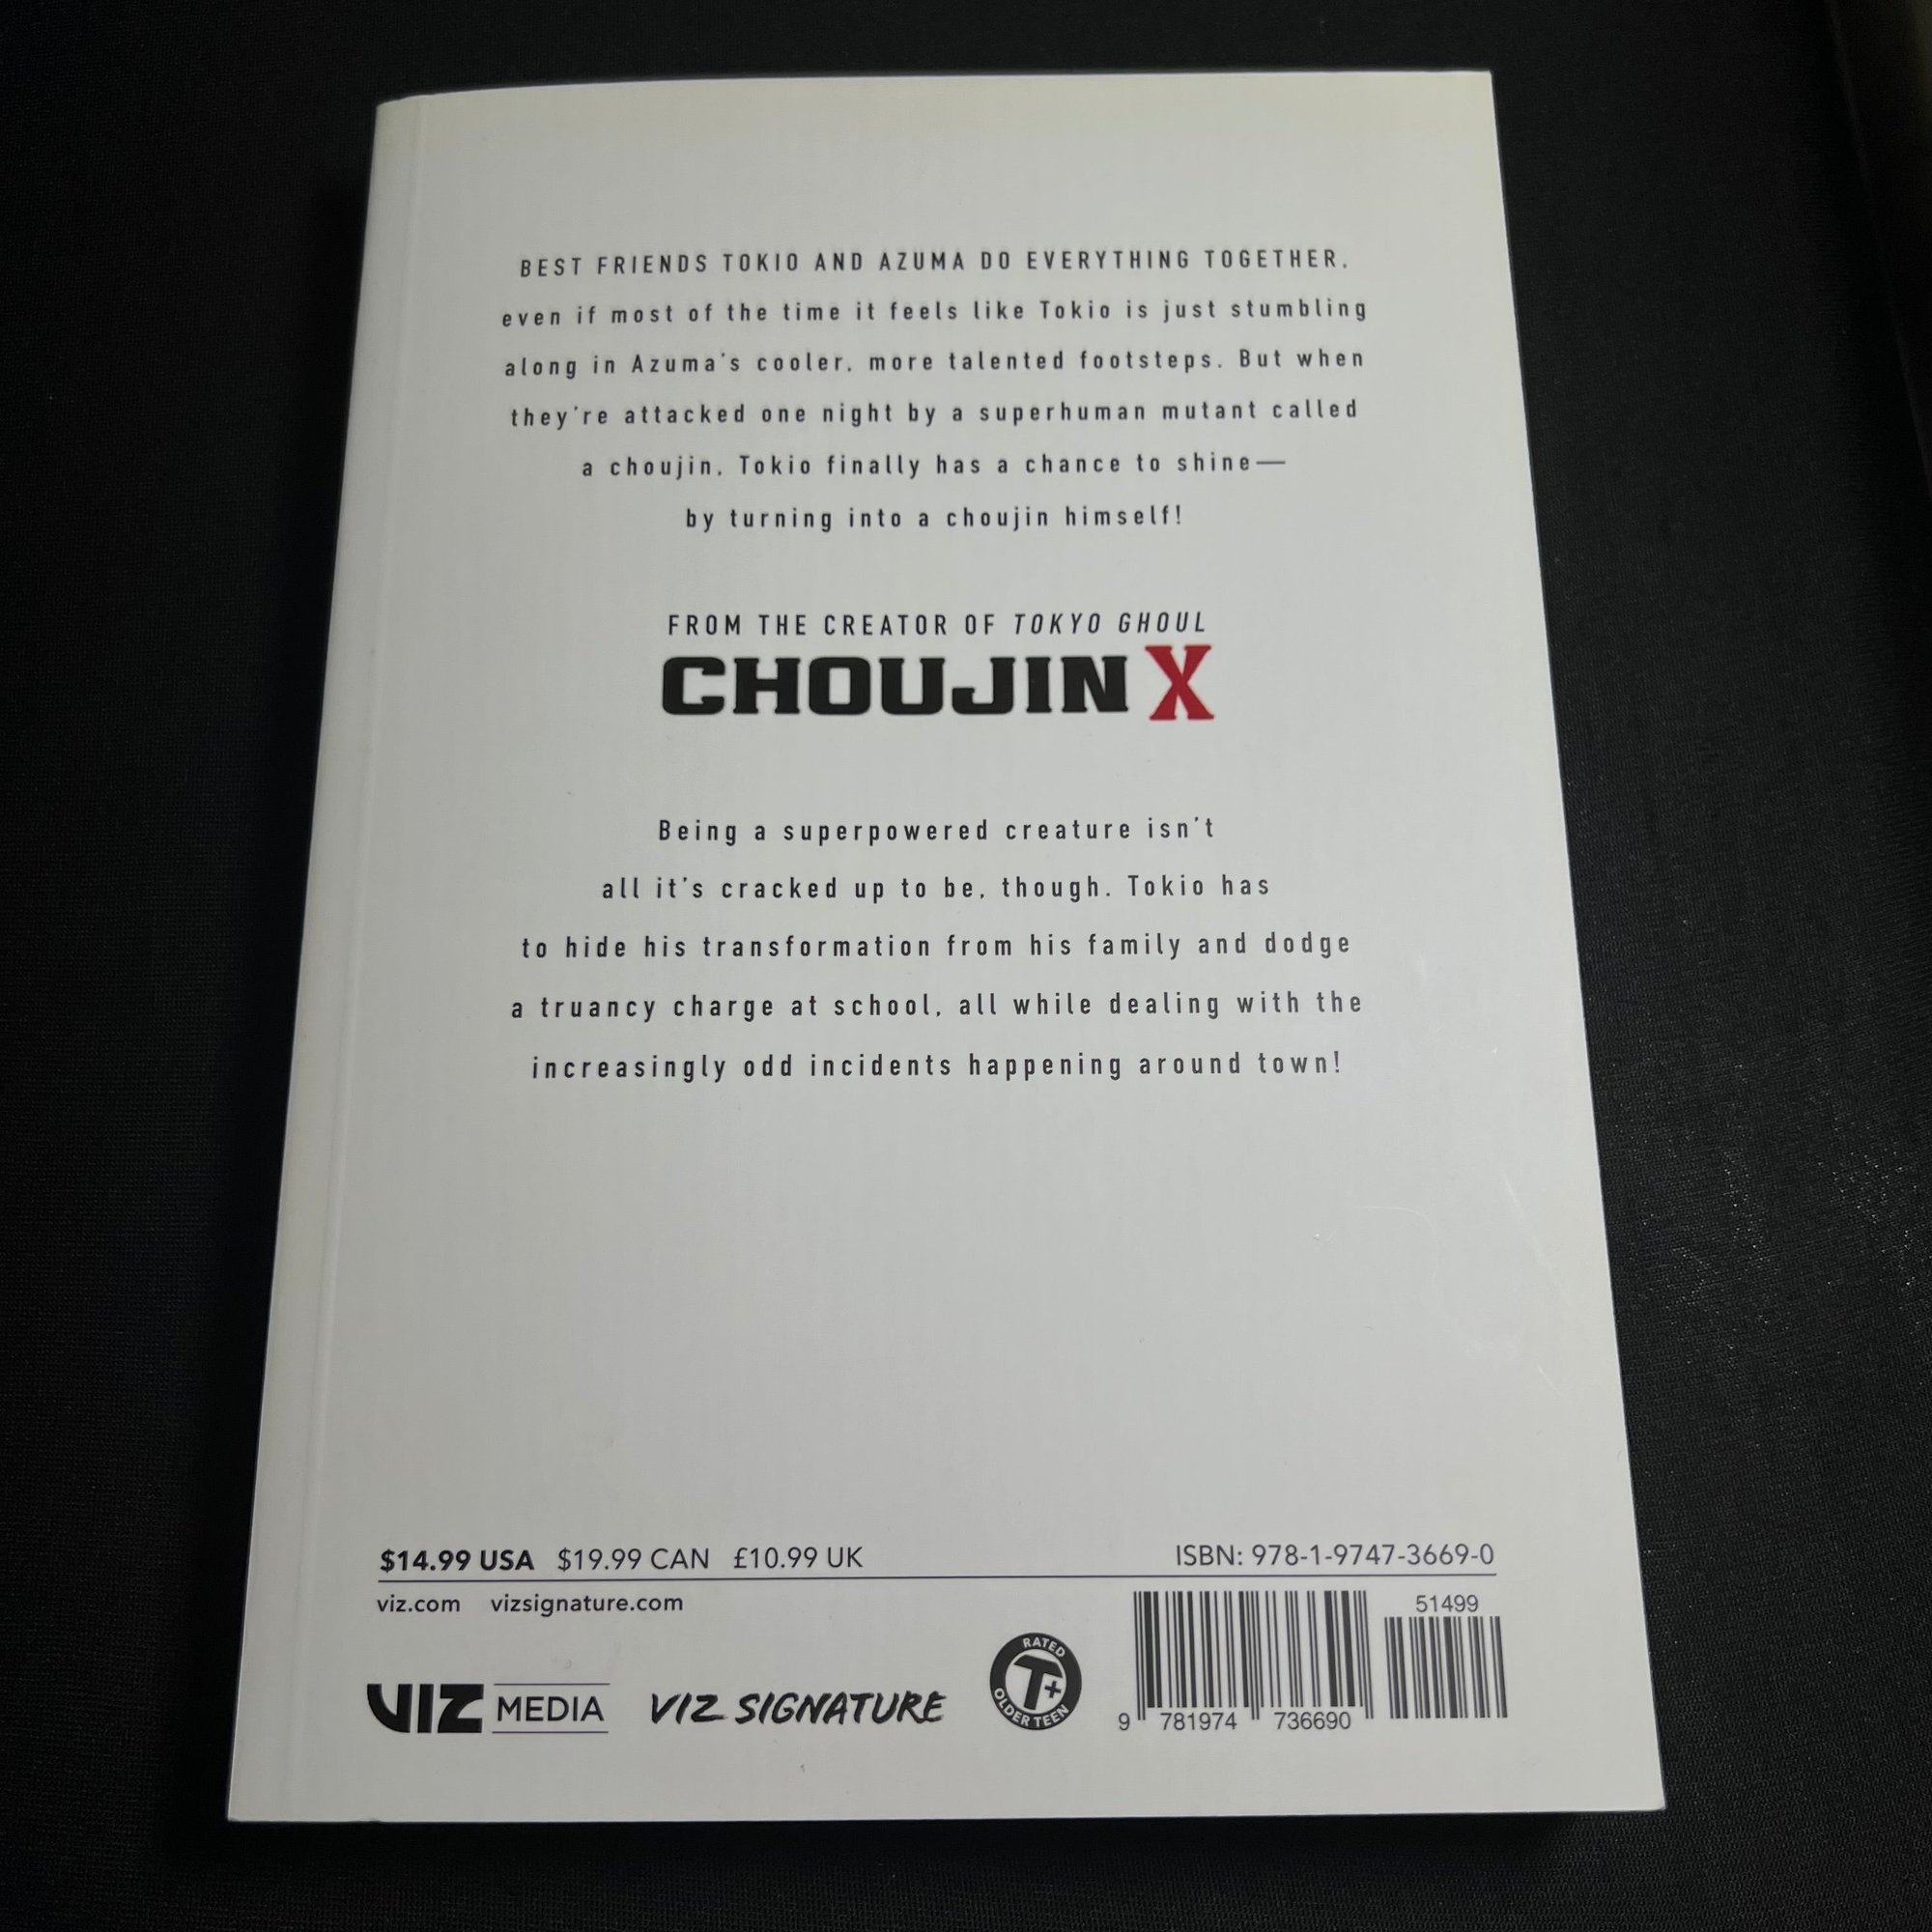 BEST FRIENDS TOKIO AND AZUMA DO EVERYTHING TOGETHER,
even if most of the time it feels like Tokio is just stumbling
along in Azuma's cooler, more talented footsteps. But when
they're attacked one night by a superhuman mutant called
a choujin, Tokio finally has a chance to shine—
by turning into a choujin himself!
FROM THE CREATOR OF TOKYO GHOUL
CHOUJIN X
Being a superpowered creature isn't
all it's cracked up to be, though. Tokio has
to hide his transformation from his family and dodge
a truancy charge at school, all while dealing with the
increasingly odd incidents happening around town!
$14.99 USA $19.99 CAN £10.99 UK
ISBN: 978-1-9747-3669-0
viz.com vizsignature.com
51499
VIZ MEDIA
VIZ SIGNATURE
RATED
T+
OLDER TEEN
9 781974 736690